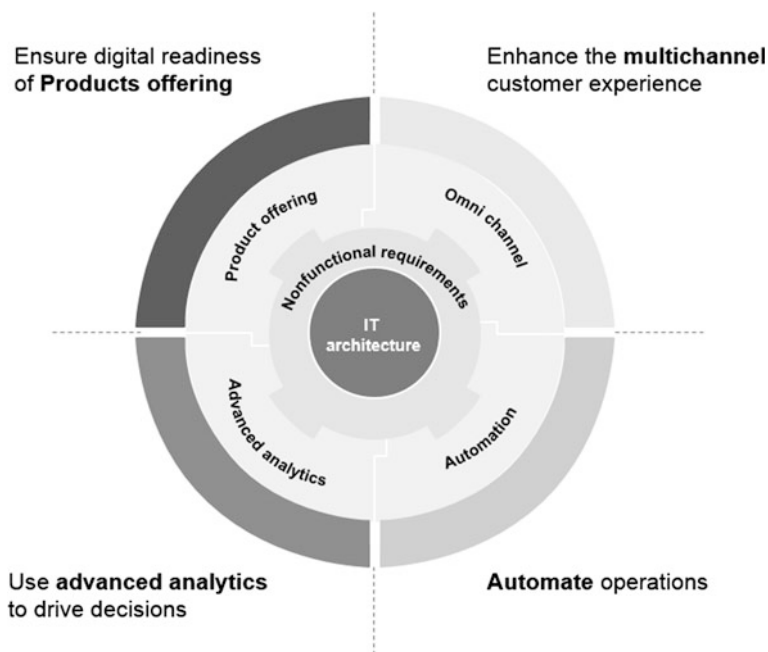 Ensure digital readiness
of Products offering
Enhance the multichannel
customer experience
Product offering
Omni channel
Nonfunctional requirements
IT
architecture
Advanced analytics
Automation
Use advanced analytics
to drive decisions
Automate operations